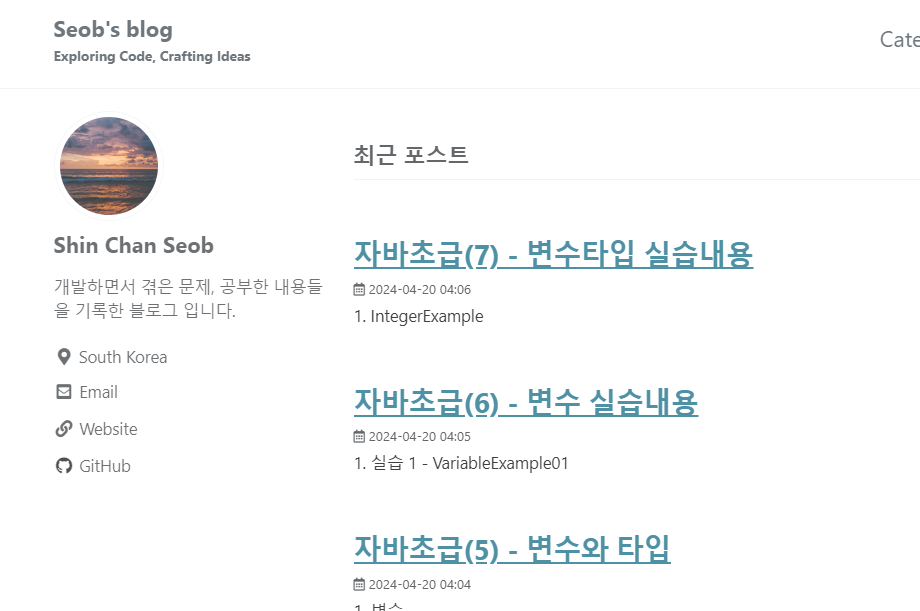 Seob's blog
Exploring Code, Crafting Ideas
Shin Chan Seob
개발하면서 겪은 문제, 공부한 내용들
을 기록한 블로그 입니다.
South Korea
Email
Website
GitHub
최근 포스트
자바초급(7) - 변수타입 실습내용
2024-04-20 04:06
1. IntegerExample
자바초급(6) - 변수 실습내용
2024-04-20 04:05
1. 실습 1 - VariableExample01
자바초급(5) - 변수와 타입
2024-04-20 04:04
1. 변수